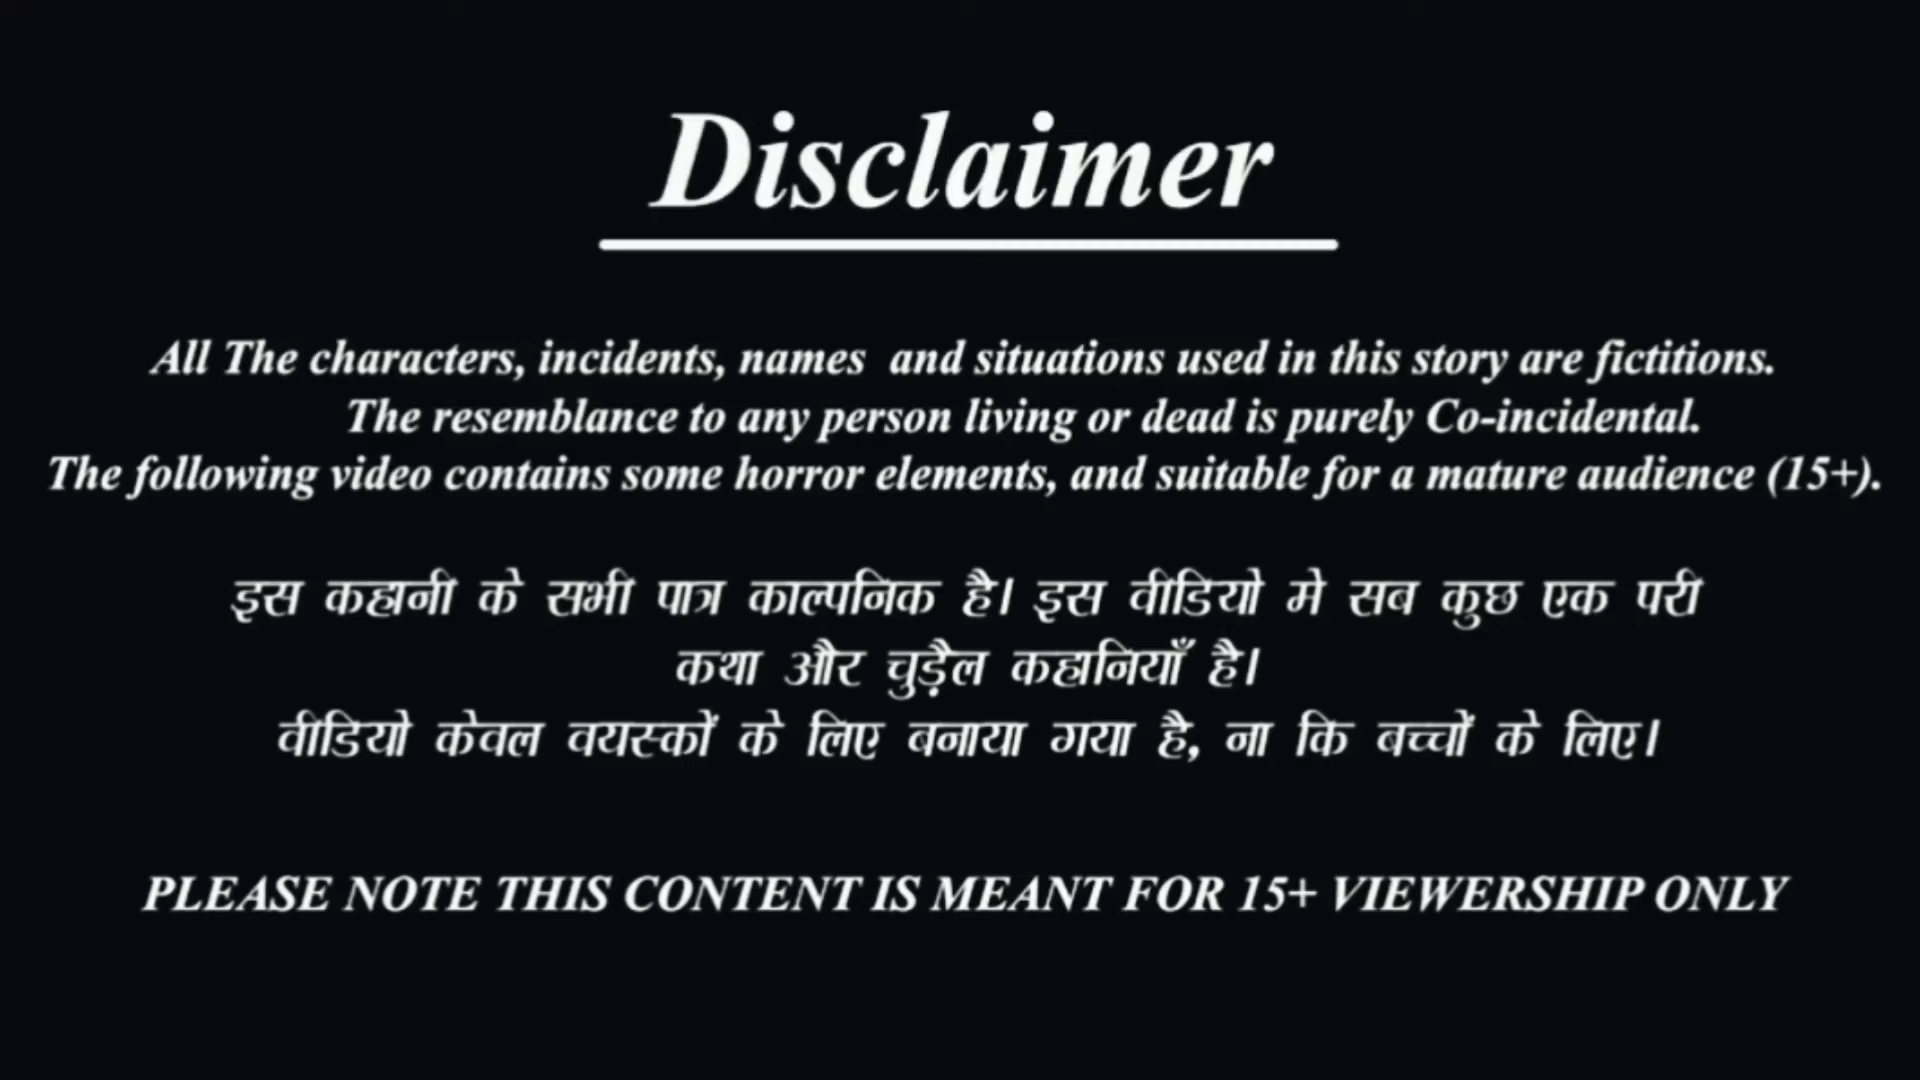 Disclaimer
All The characters, incidents, names and situations used in this story are fictitions.
The resemblance to any person living or dead is purely Co-incidental.
The following video contains some horror elements, and suitable for a mature audience (15+).
इस कहानी के सभी पात्र काल्पनिक है। इस वीडियो मे सब कुछ एक परी
कथा और चुड़ैल कहानियाँ है।
वीडियो केवल वयस्कों के लिए बनाया गया है, ना कि बच्चों के लिए।
PLEASE NOTE THIS CONTENT IS MEANT FOR 15+ VIEWERSHIP ONLY